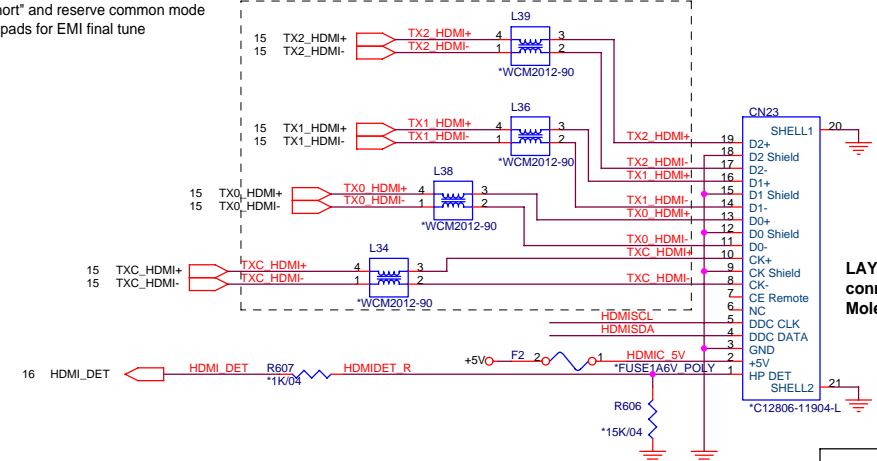 hort" and reserve common mode
pads for EMI final tune
L39
15 TX2_HDMI+ TX2_HDMI+ 4 3
15 TX2_HDMI- TX2_HDMI- 1 2
*WCM2012-90
L36
15 TX1_HDMI+ TX1_HDMI+ 4 3
15 TX1_HDMI- TX1_HDMI- 1 2
*WCM2012-90
L38
15 TX0_HDMI+ TX0_HDMI+ 4 3
15 TX0_HDMI- TX0_HDMI- 1 2
*WCM2012-90
L34
15 TXC_HDMI+ TXC_HDMI+ 4 3
15 TXC_HDMI- TXC_HDMI- 1 2
*WCM2012-90
CN23
SHELL1 20
TX2_HDMI+ 19 D2+
18 D2 Shield
TX2_HDMI- 17 D2-
TX1_HDMI+ 16 D1+
15 D1 Shield
TX1_HDMI- 14 D1-
TX0_HDMI+ 13 D0+
12 D0 Shield
TX0_HDMI- 11 D0-
TXC_HDMI+ 10 CK+
9 CK Shield
TXC_HDMI- 8 CK-
7 CE Remote
6 NC
HDMISCL 5 DDC CLK
HDMISDA 4 DDC DATA
3 GND
+5V F2 2 1 HDMIC_5V 2 +5V
*FUSE1A6V_POLY
16 HDMI_DET HDMI_DET R607 HDMIDET_R 1 HP DET
*1K/04
SHELL2 21
*C12806-11904-L
R606
*15K/04
LAY
conn
Mole